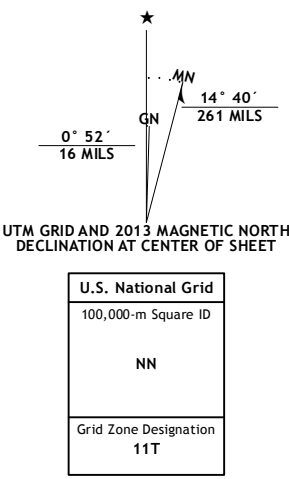 ★
MN
GN
14° 40´
261 MILS
0° 52´
16 MILS
UTM GRID AND 2013 MAGNETIC NORTH
DECLINATION AT CENTER OF SHEET
U.S. National Grid
100,000-m Square ID
NN
Grid Zone Designation
11T